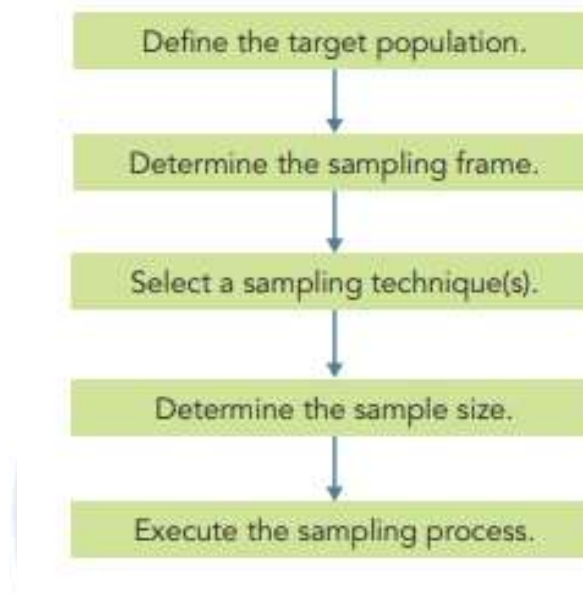 Define the target population.
Determine the sampling frame.
Select a sampling technique(s).
Determine the sample size.
Execute the sampling process.